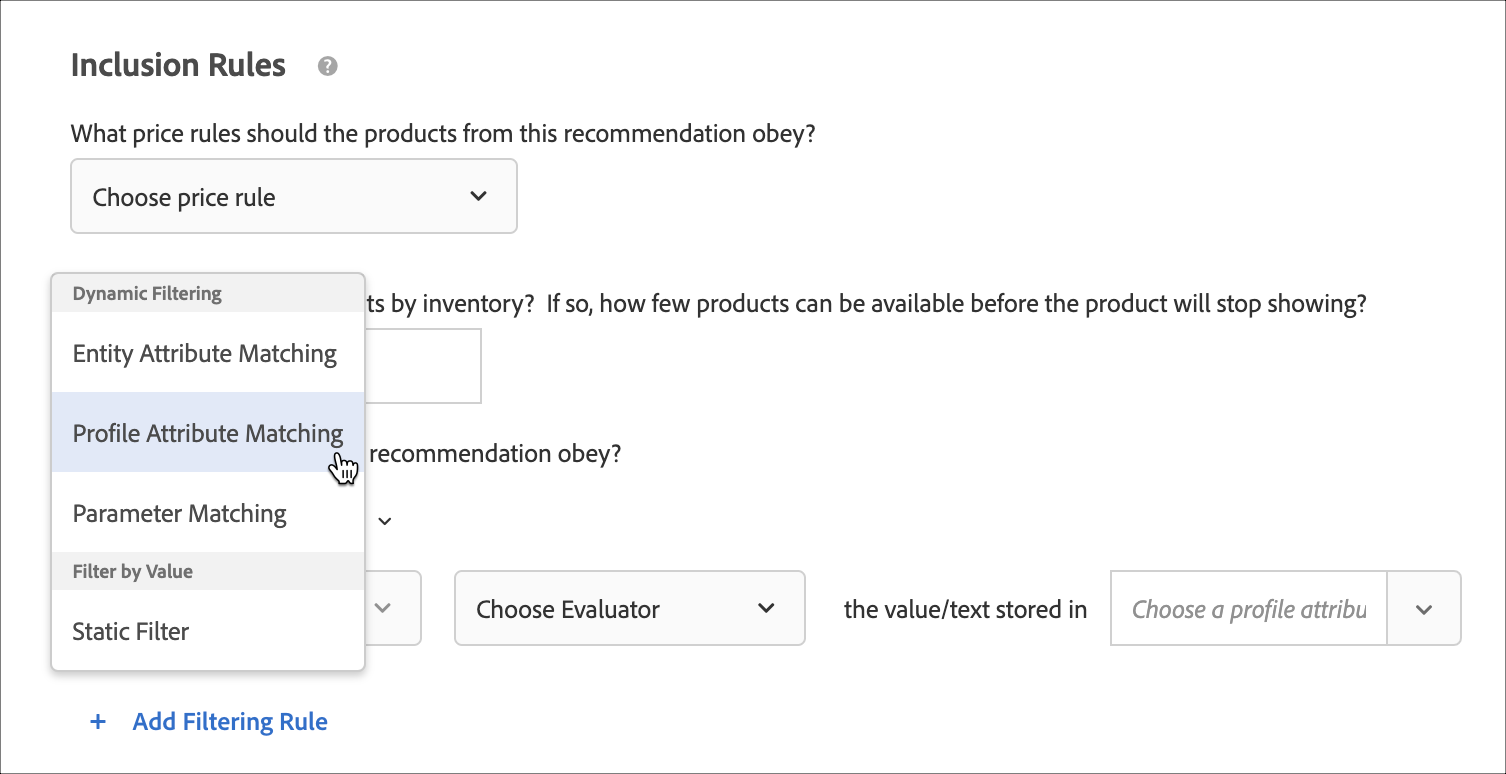 Inclusion Rules ?
What price rules should the products from this recommendation obey?
Choose price rule
Dynamic Filtering
ts by inventory? If so, how few products can be available before the product will stop showing?
Entity Attribute Matching
Profile Attribute Matching
recommendation obey?
Parameter Matching
Filter by Value
Static Filter
Choose Evaluator
the value/text stored in
Choose a profile attribu
+ Add Filtering Rule